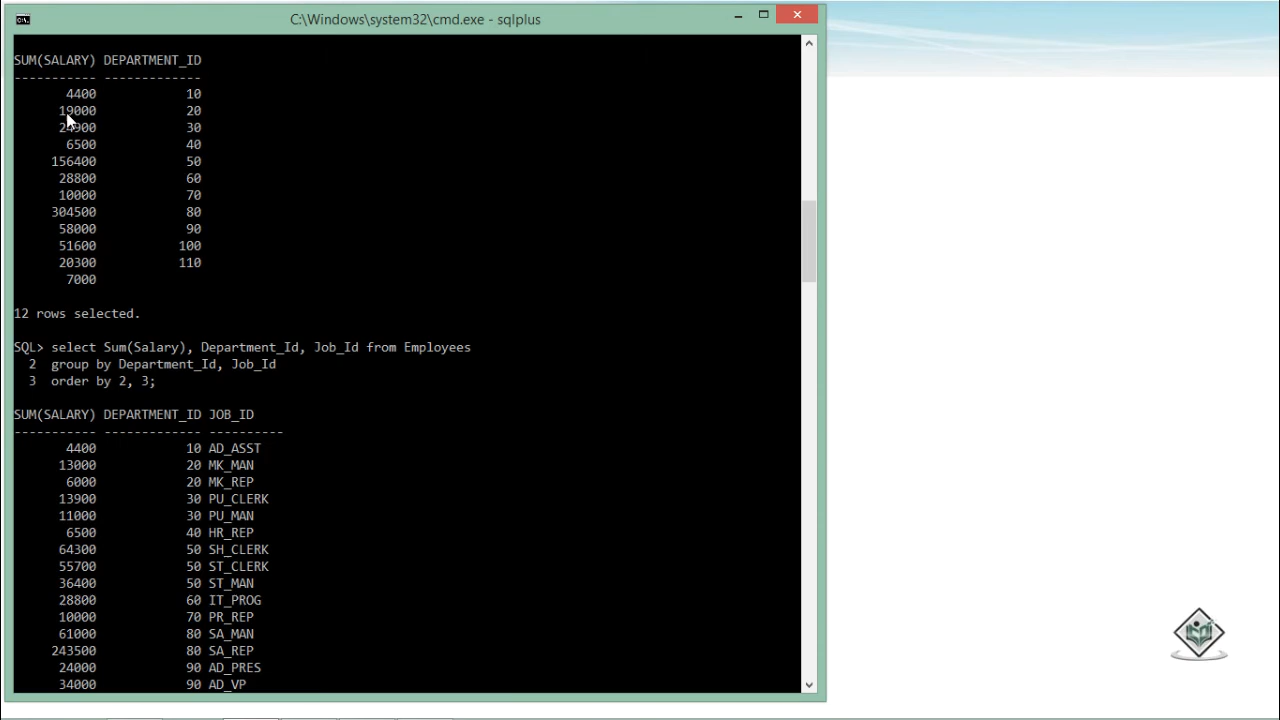 C:\Windows\system32\cmd.exe - sqlplus
SUM(SALARY) DEPARTMENT_ID
----------- -------------
4400 10
19000 20
24900 30
6500 40
156400 50
28800 60
10000 70
304500 80
58000 90
51600 100
20300 110
7000
12 rows selected.
SQL> select Sum(Salary), Department_Id, Job_Id from Employees
2 group by Department_Id, Job_Id
3 order by 2, 3;
SUM(SALARY) DEPARTMENT_ID JOB_ID
----------- ------------- ----------
4400 10 AD_ASST
13000 20 MK_MAN
6000 20 MK_REP
13900 30 PU_CLERK
11000 30 PU_MAN
6500 40 HR_REP
64300 50 SH_CLERK
55700 50 ST_CLERK
36400 50 ST_MAN
28800 60 IT_PROG
10000 70 PR_REP
61000 80 SA_MAN
243500 80 SA_REP
24000 90 AD_PRES
34000 90 AD_VP